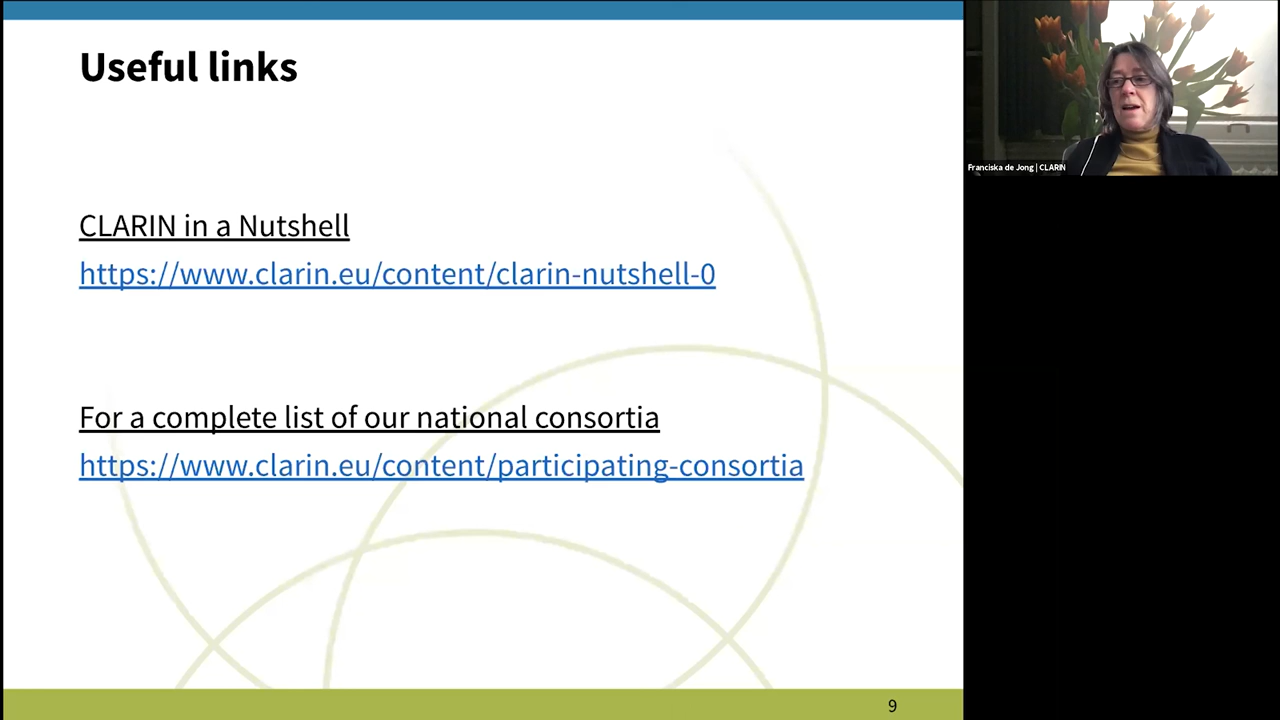 Useful links
CLARIN in a Nutshell
https://www.clarin.eu/content/clarin-nutshell-0
For a complete list of our national consortia
https://www.clarin.eu/content/participating-consortia
9
Franciska de Jong | CLARIN